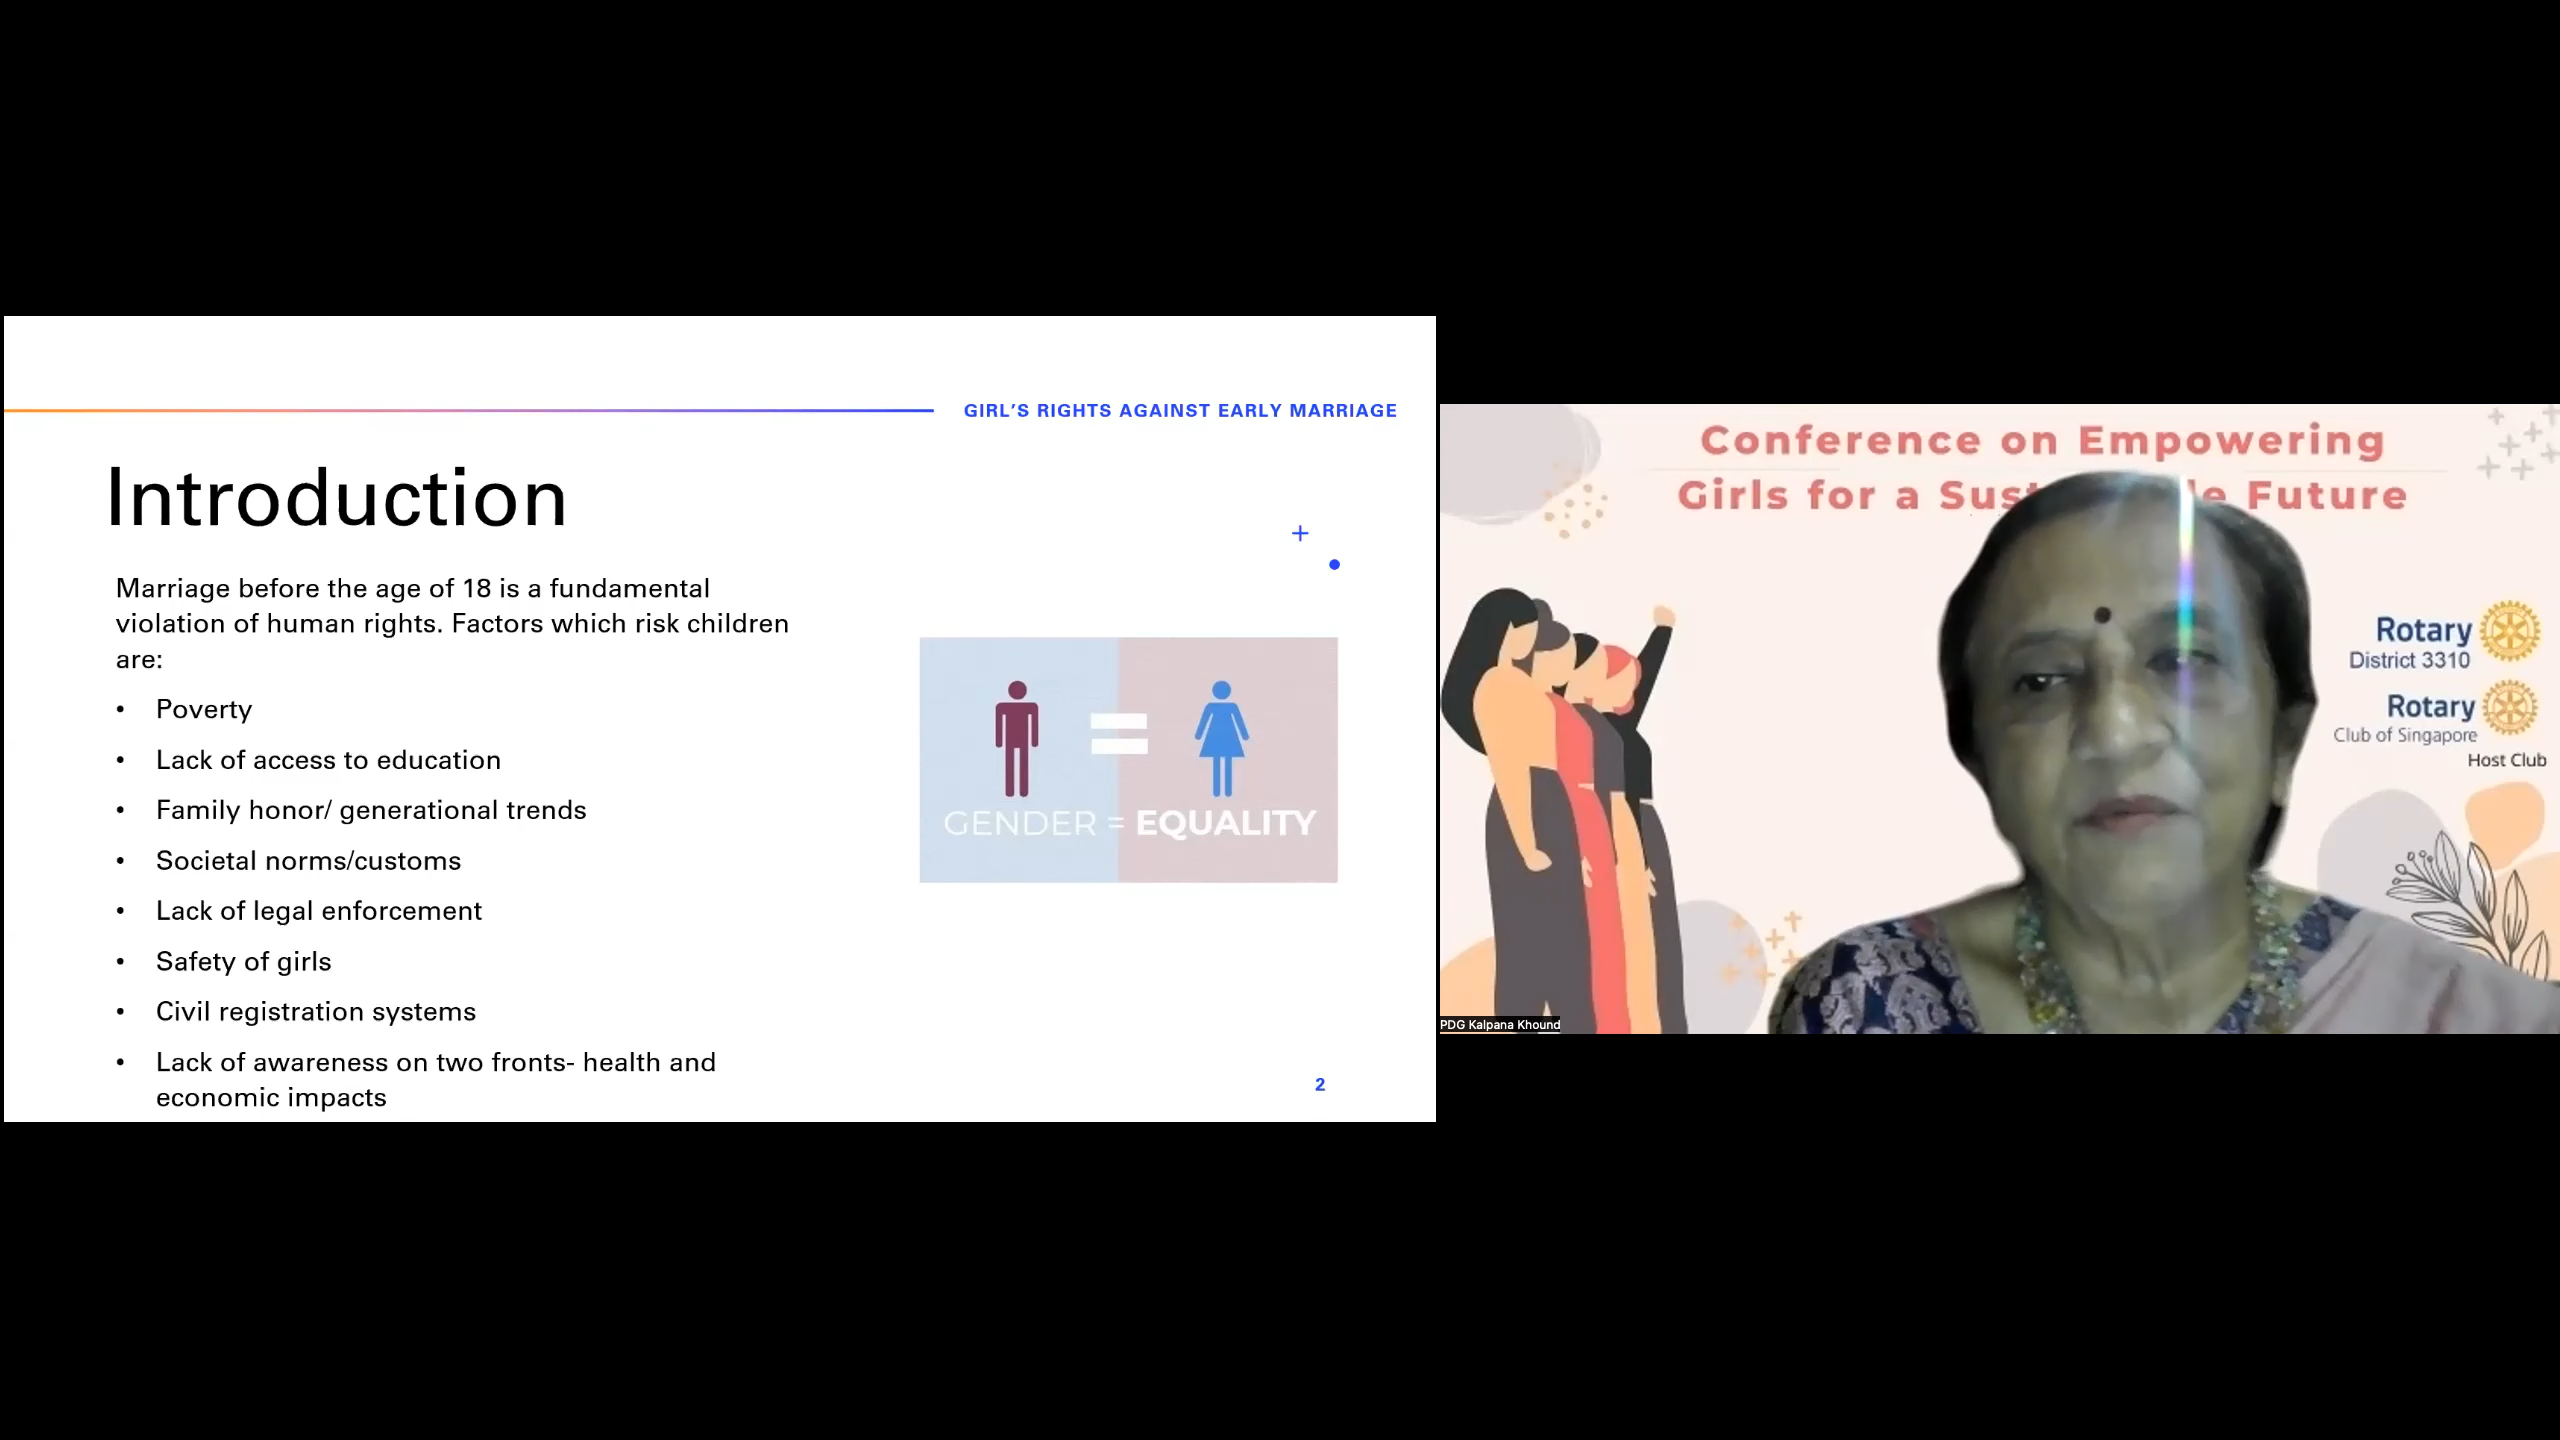 GIRL’S RIGHTS AGAINST EARLY MARRIAGE
Introduction
Marriage before the age of 18 is a fundamental
violation of human rights. Factors which risk children
are:
• Poverty
• Lack of access to education
• Family honor/ generational trends
• Societal norms/customs
• Lack of legal enforcement
• Safety of girls
• Civil registration systems
• Lack of awareness on two fronts- health and
economic impacts
GENDER = EQUALITY
2
Conference on Empowering
Girls for a Future
Rotary
District 3310
Rotary
Club of Singapore
Host Club
PDG Kalpana Khound